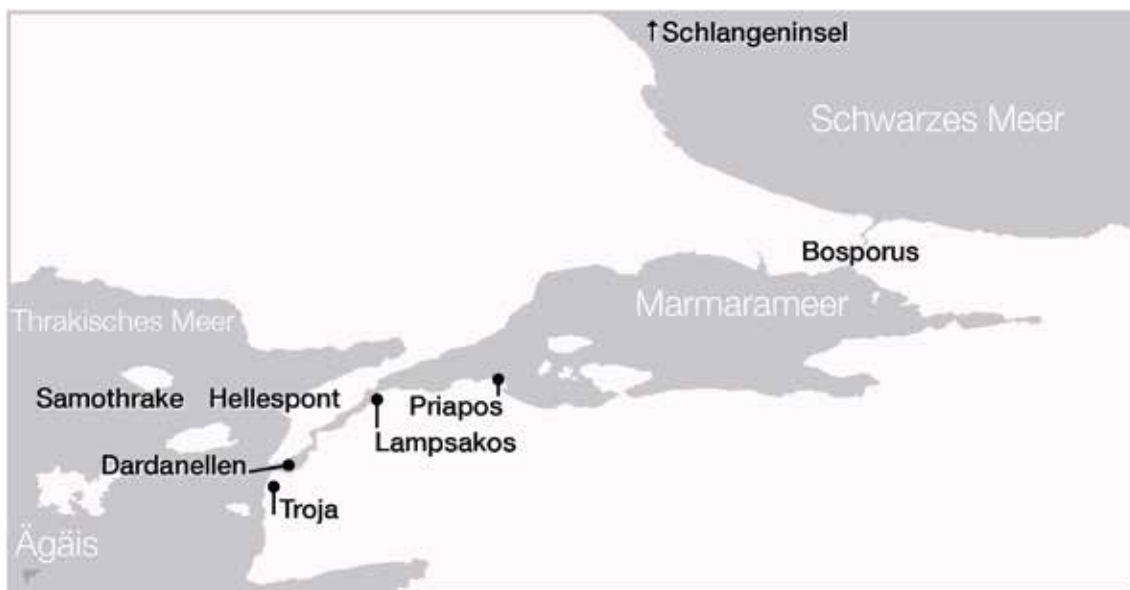 ↑Schlangeninsel
Schwarzes Meer
Bosporus
Marmarameer
Thrakisches Meer
Samothrake
Hellespont
Priapos
Lampsakos
Dardanellen
Troja
Ägäis